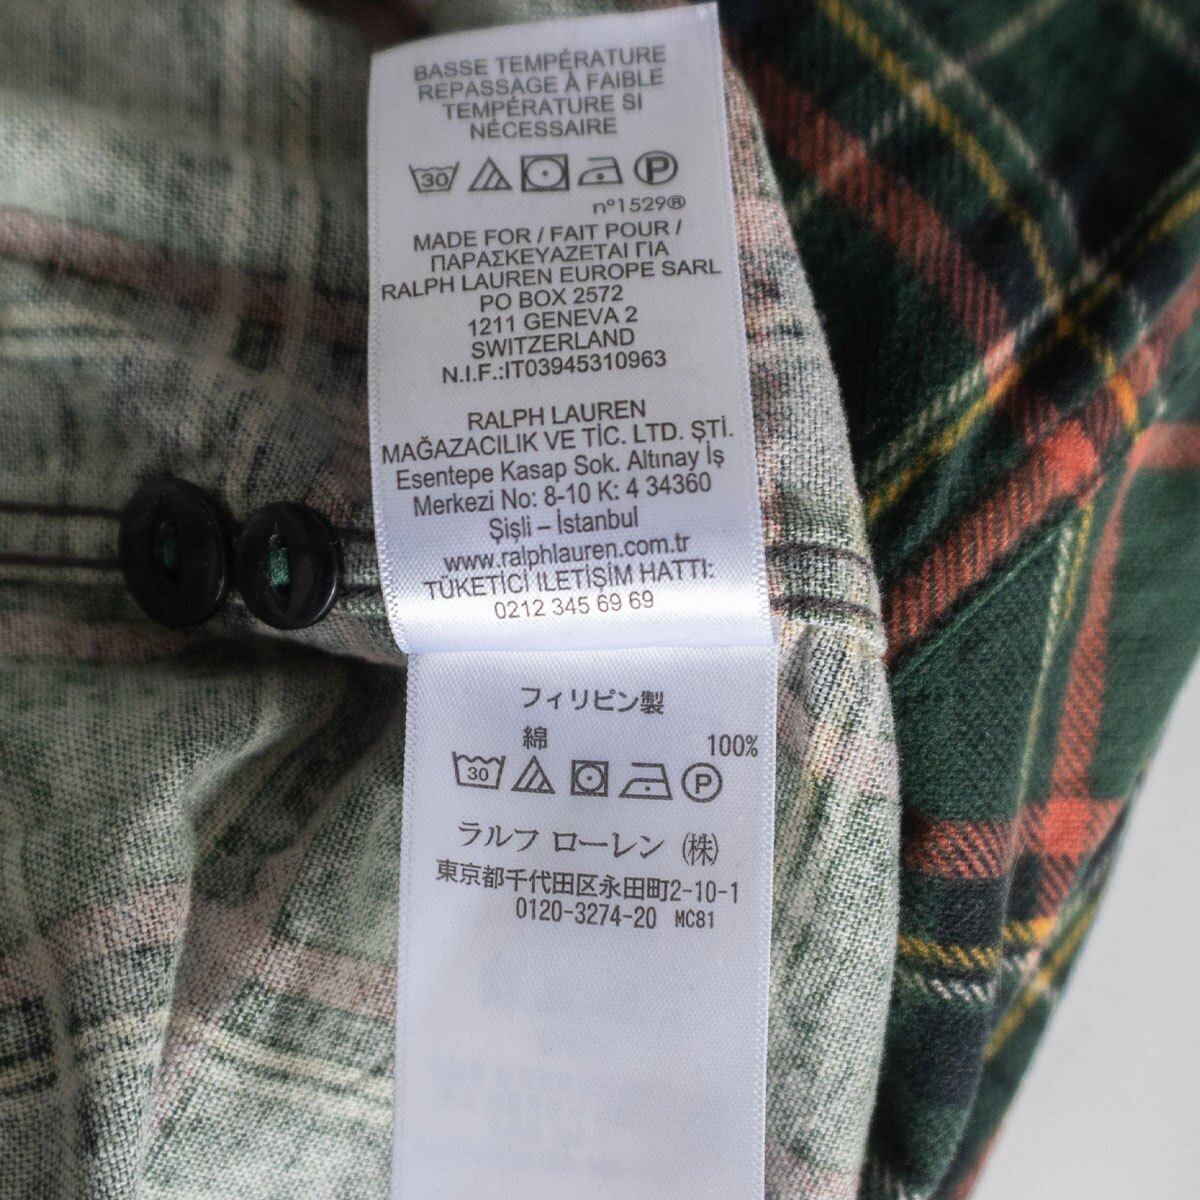 BASSE TEMPÉRATURE
REPASSAGE À FAIBLE
TEMPÉRATURE SI
NÉCESSAIRE
30 P
n°1529®
MADE FOR / FAIT POUR /
ΠΑΡΑΣΚΕΥΑΖΕΤΑΙ ΓΙΑ
RALPH LAUREN EUROPE SARL
PO BOX 2572
1211 GENEVA 2
SWITZERLAND
N.I.F.:IT03945310963
RALPH LAUREN
MAĞAZACILIK VE TİC. LTD. ŞTİ.
Esentepe Kasap Sok. Altınay İş
Merkezi No: 8-10 K: 4 34360
Şişli – İstanbul
www.ralphlauren.com.tr
TÜKETİCİ İLETİŞİM HATTI:
0212 345 69 69
フィリピン製
綿 100%
30 P
ラルフ ローレン (株)
東京都千代田区永田町2-10-1
0120-3274-20 MC81